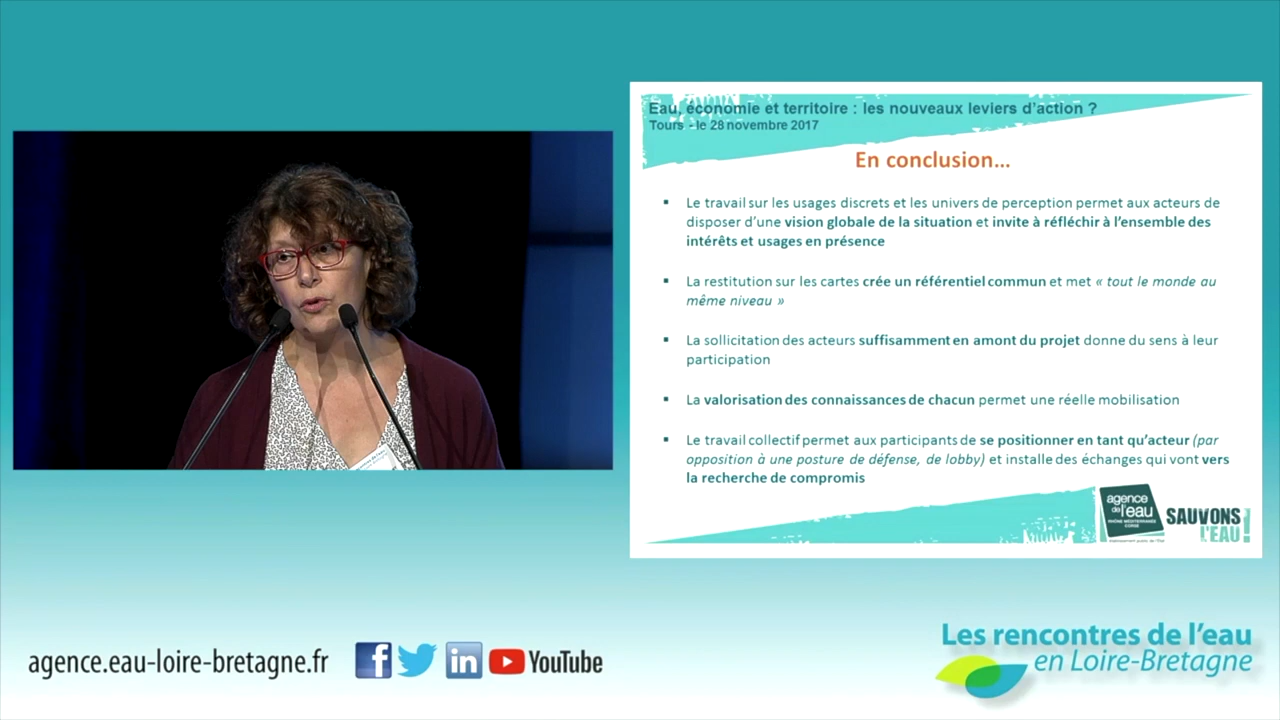 Eau, économie et territoire : les nouveaux leviers d'action ?
Tours - le 28 novembre 2017
En conclusion...
▪ Le travail sur les usages discrets et les univers de perception permet aux acteurs de
disposer d'une vision globale de la situation et invite à réfléchir à l'ensemble des
intérêts et usages en présence
▪ La restitution sur les cartes crée un référentiel commun et met « tout le monde au
même niveau »
▪ La sollicitation des acteurs suffisamment en amont du projet donne du sens à leur
participation
▪ La valorisation des connaissances de chacun permet une réelle mobilisation
▪ Le travail collectif permet aux participants de se positionner en tant qu'acteur (par
opposition à une posture de défense, de lobby) et installe des échanges qui vont vers
la recherche de compromis
agence
de l'eau
RHÔNE MÉDITERRANÉE
CORSE
SAUVONS
L'EAU !
agence.eau-loire-bretagne.fr
f
in
YouTube
Les rencontres de l'eau
en Loire-Bretagne